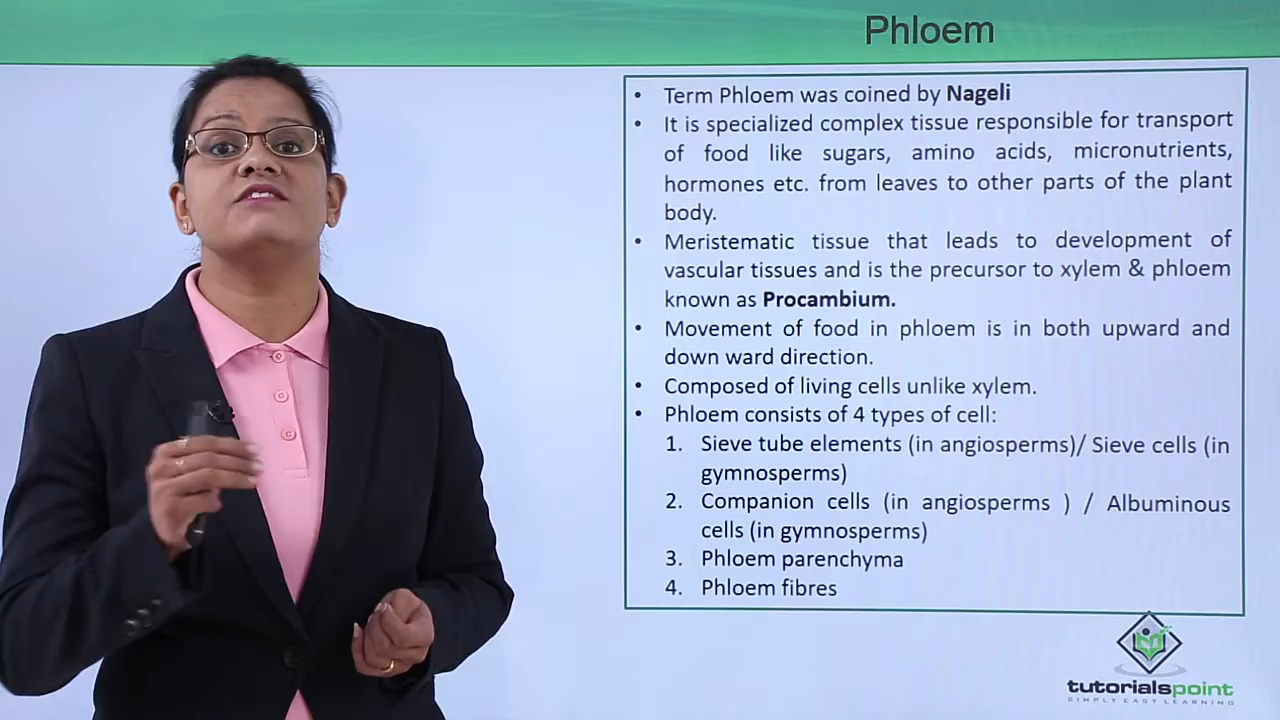 Phloem
• Term Phloem was coined by Nageli
• It is specialized complex tissue responsible for transport
of food like sugars, amino acids, micronutrients,
hormones etc. from leaves to other parts of the plant
body.
• Meristematic tissue that leads to development of
vascular tissues and is the precursor to xylem & phloem
known as Procambium.
• Movement of food in phloem is in both upward and
down ward direction.
• Composed of living cells unlike xylem.
• Phloem consists of 4 types of cell:
1. Sieve tube elements (in angiosperms)/ Sieve cells (in
gymnosperms)
2. Companion cells (in angiosperms ) / Albuminous
cells (in gymnosperms)
3. Phloem parenchyma
4. Phloem fibres
tutorialspoint
SIMPLY EASY LEARNING